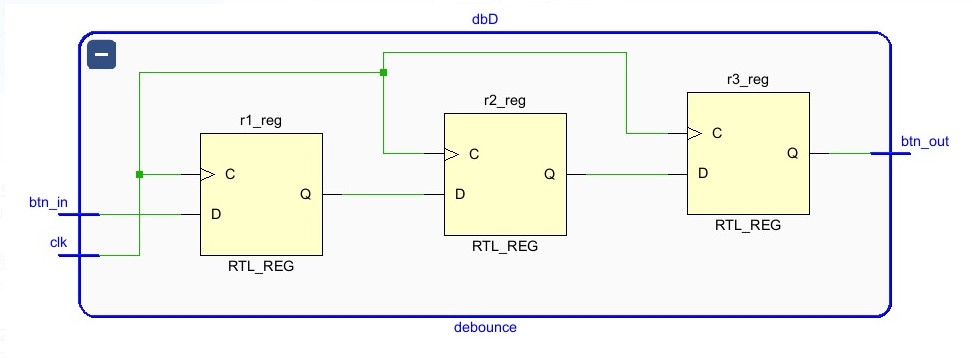 dbD
r3_reg
r2_reg
r1_reg
C
Q
D
RTL_REG
C
Q
D
RTL_REG
C
Q
D
RTL_REG
btn_in
clk
btn_out
debounce